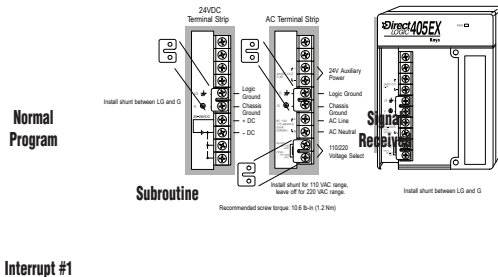 24VDC
Terminal Strip
AC Terminal Strip
Direct
LOGIC 405EX
Koyo
24V Auxiliary
Power
Install shunt between LG and G
Logic
Ground
Chassis
Ground
+ DC
– DC
Logic Ground
Chassis
Ground
AC Line
AC Neutral
110/220
Voltage Select
Normal
Program
Signal
Received
Subroutine
Install shunt for 110 VAC range,
leave off for 220 VAC range.
Install shunt between LG and G
Recommended screw torque: 10.6 lb-in (1.2 Nm)
Interrupt #1